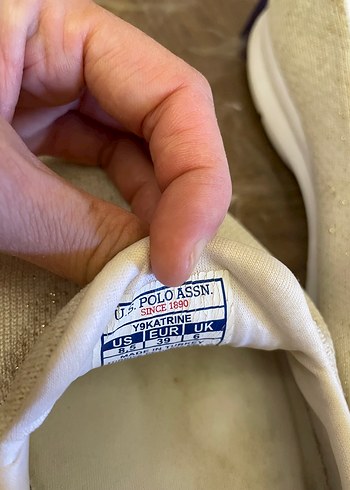 U.S. POLO ASSN.
SINCE 1890
Y9KATRINE
US EUR UK
8.5 39 6
MADE IN TURKEY